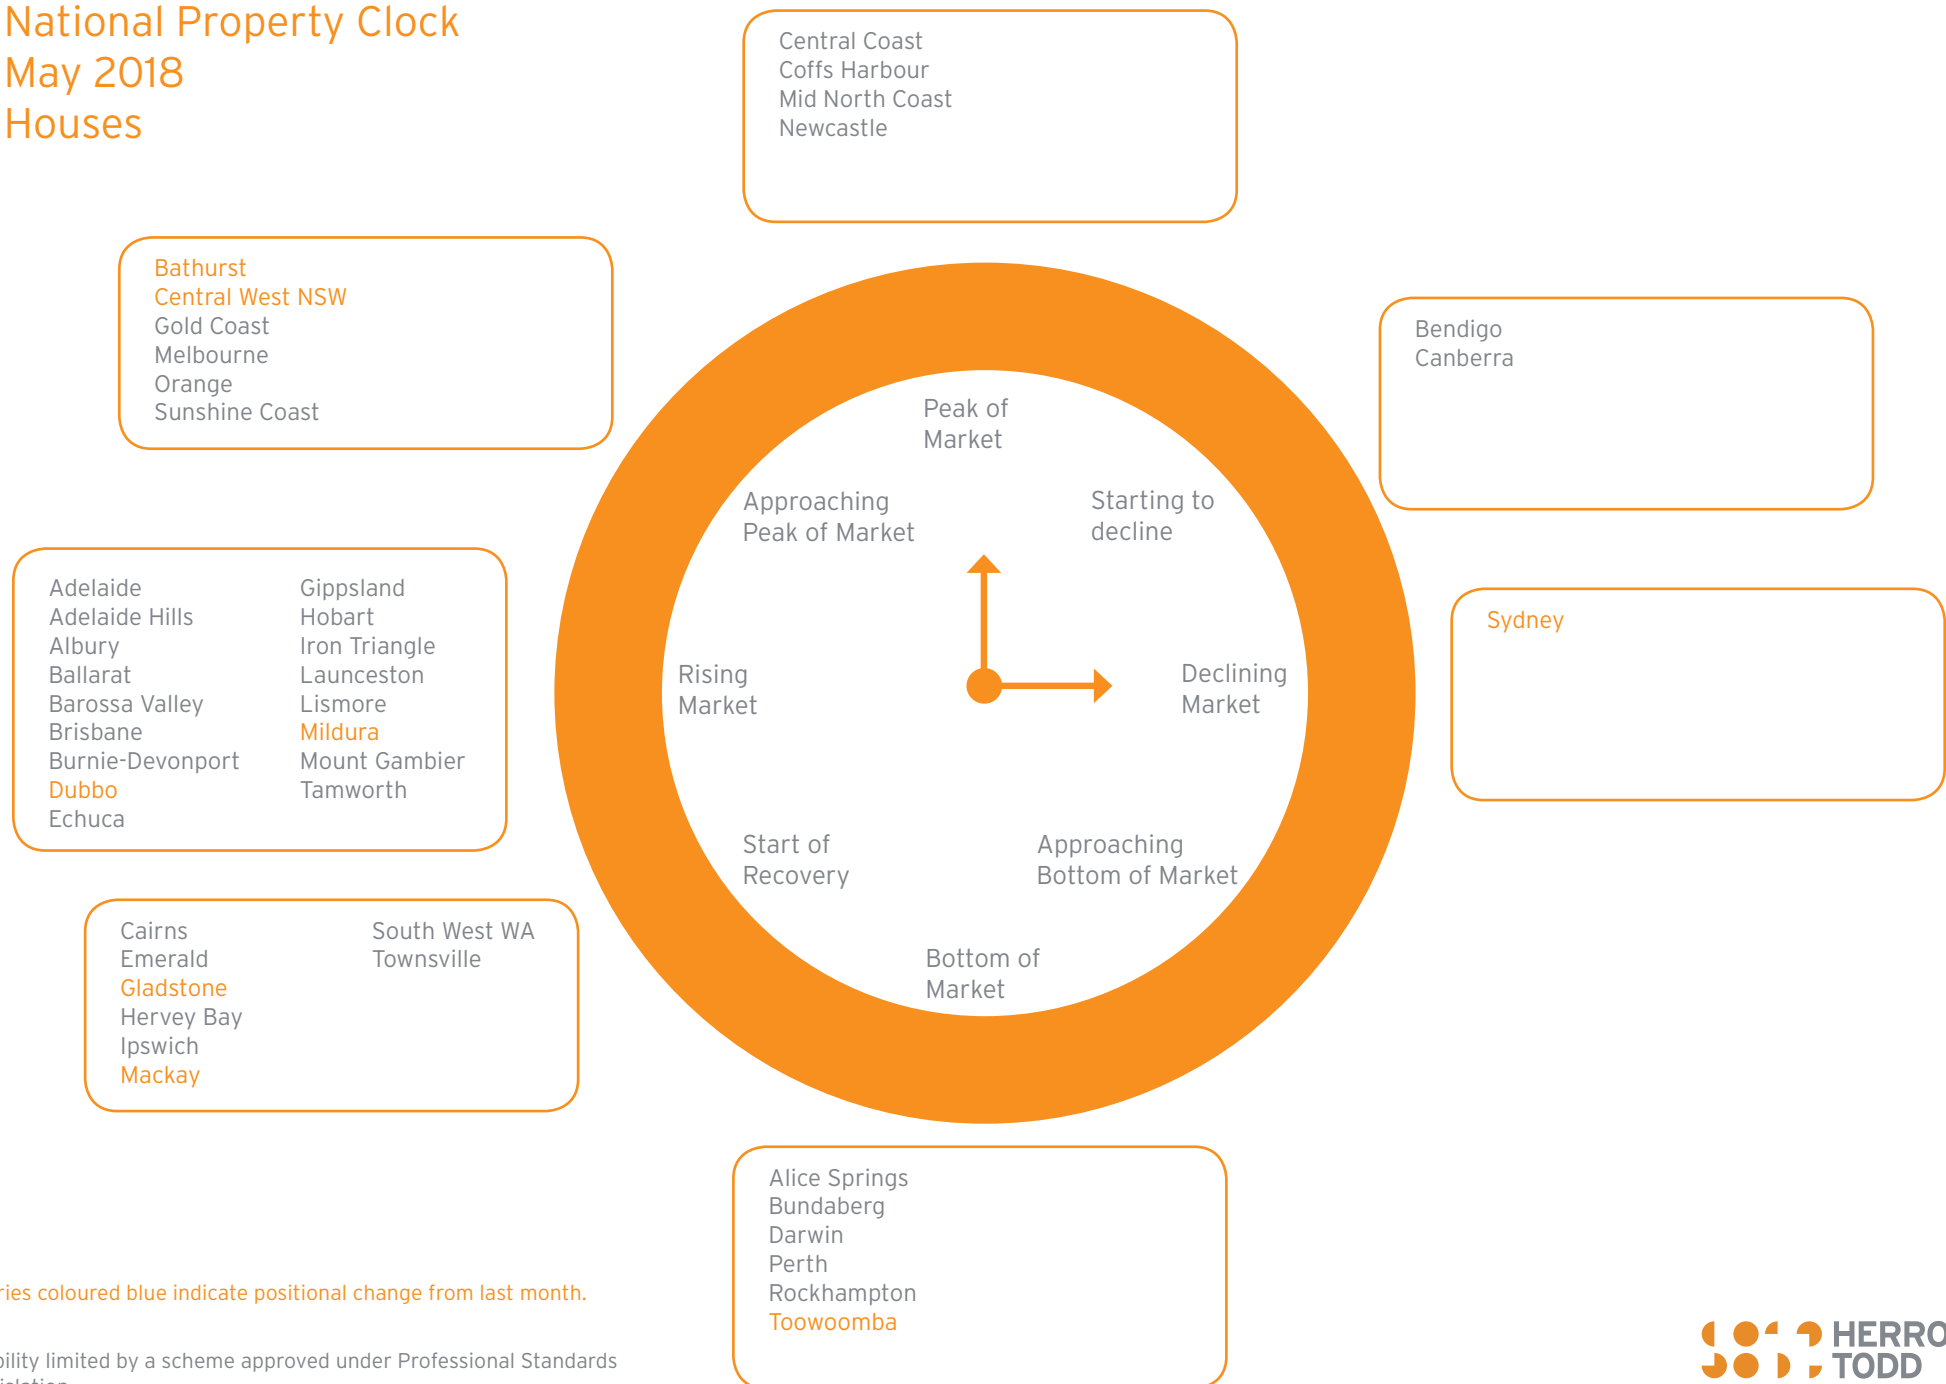 National Property Clock
May 2018
Houses
Central Coast
Coffs Harbour
Mid North Coast
Newcastle
Bathurst
Central West NSW
Gold Coast
Melbourne
Orange
Sunshine Coast
Bendigo
Canberra
Peak of
Market
Approaching
Peak of Market
Starting to
decline
Adelaide
Adelaide Hills
Albury
Ballarat
Barossa Valley
Brisbane
Burnie-Devonport
Dubbo
Echuca
Gippsland
Hobart
Iron Triangle
Launceston
Lismore
Mildura
Mount Gambier
Tamworth
Rising
Market
Declining
Market
Sydney
Start of
Recovery
Approaching
Bottom of Market
Bottom of
Market
Cairns
Emerald
Gladstone
Hervey Bay
Ipswich
Mackay
South West WA
Townsville
Alice Springs
Bundaberg
Darwin
Perth
Rockhampton
Toowoomba
ries coloured blue indicate positional change from last month.
bility limited by a scheme approved under Professional Standards
HERRO
TODD